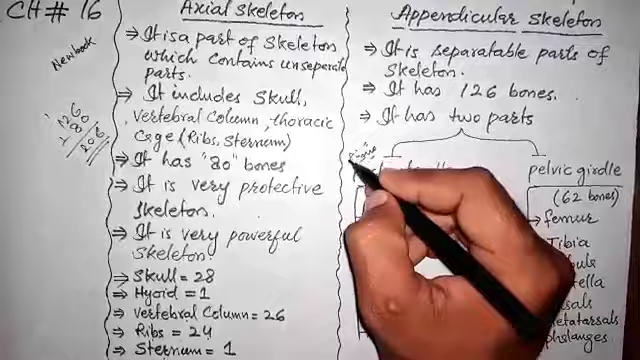 CH# 16
Newbook
126
80
206
Axial Skeleton
⇒ It is a part of Skeleton
which contains unseparate
parts.
⇒ It includes Skull,
, vertebral Column, thoracic
Cage (Ribs, Sternum)
⇒ It has "80" bones
⇒ It is very protective
skeleton.
⇒ It is very powerful
Skeleton
⇒ Skull = 28
⇒ Hyoid = 1
⇒ vertebral Column = 26
⇒ Ribs = 24
⇒ Sternum = 1
Appendicular Skeleton
⇒ It is separatable parts of
Skeleton.
⇒ It has 126 bones.
⇒ It has two parts
pelvic girdle
(62 bones)
→ femur
Tibia